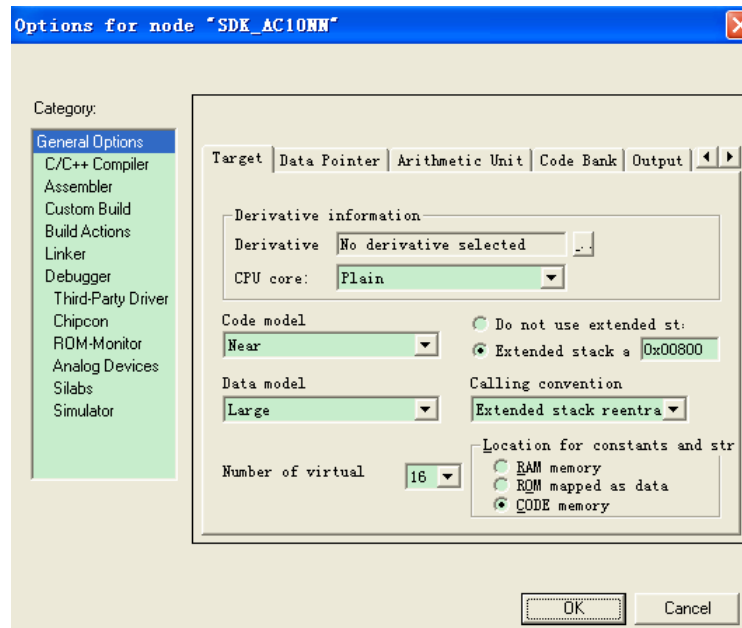 Options for node "SDK_AC10NN"
Category:
General Options
C/C++ Compiler
Assembler
Custom Build
Build Actions
Linker
Debugger
Third-Party Driver
Chipcon
ROM-Monitor
Analog Devices
Silabs
Simulator
Target Data Pointer Arithmetic Unit Code Bank Output
Derivative information
Derivative No derivative selected ...
CPU core: Plain
Code model
Near
Do not use extended st:
Extended stack a 0x00800
Data model
Large
Calling convention
Extended stack reentra
Number of virtual 16
Location for constants and str
RAM memory
ROM mapped as data
CODE memory
OK Cancel